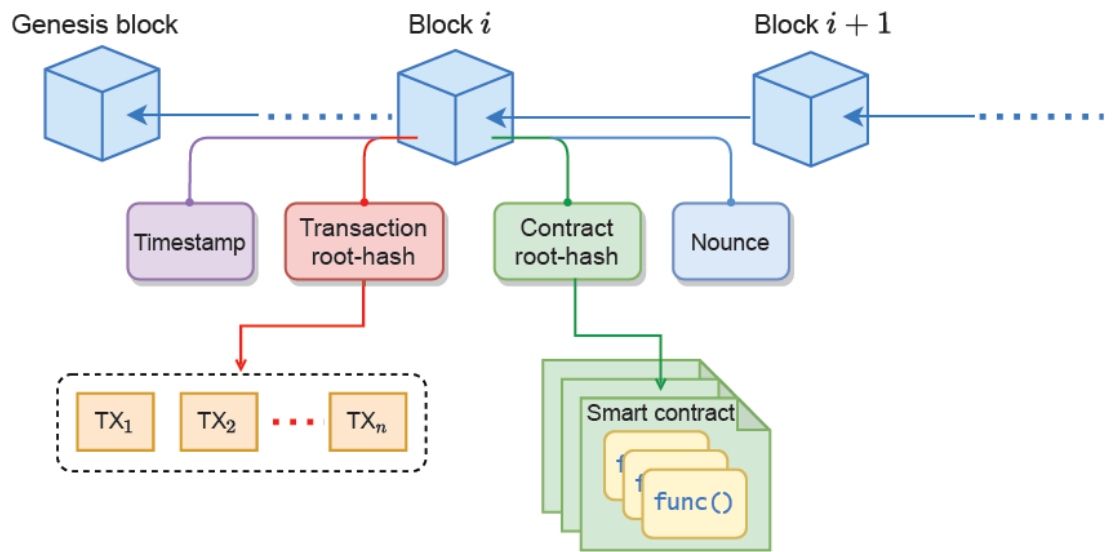 Genesis block
Block i
Block i + 1
Timestamp
Transaction
root-hash
Contract
root-hash
Nounce
TX₁
TX₂
TXₙ
Smart contract
f
f
func()